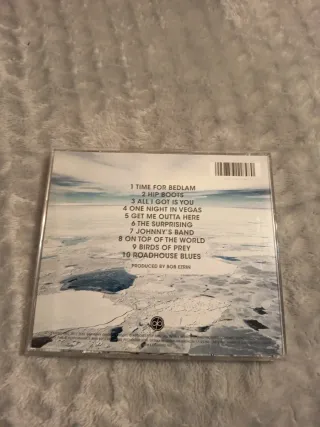 1 TIME FOR BEDLAM
2 HIP BOOTS
3 ALL I GOT IS YOU
4 ONE NIGHT IN VEGAS
5 GET ME OUTTA HERE
6 THE SURPRISING
7 JOHNNY'S BAND
8 ON TOP OF THE WORLD
9 BIRDS OF PREY
10 ROADHOUSE BLUES
PRODUCED BY BOB EZRIN